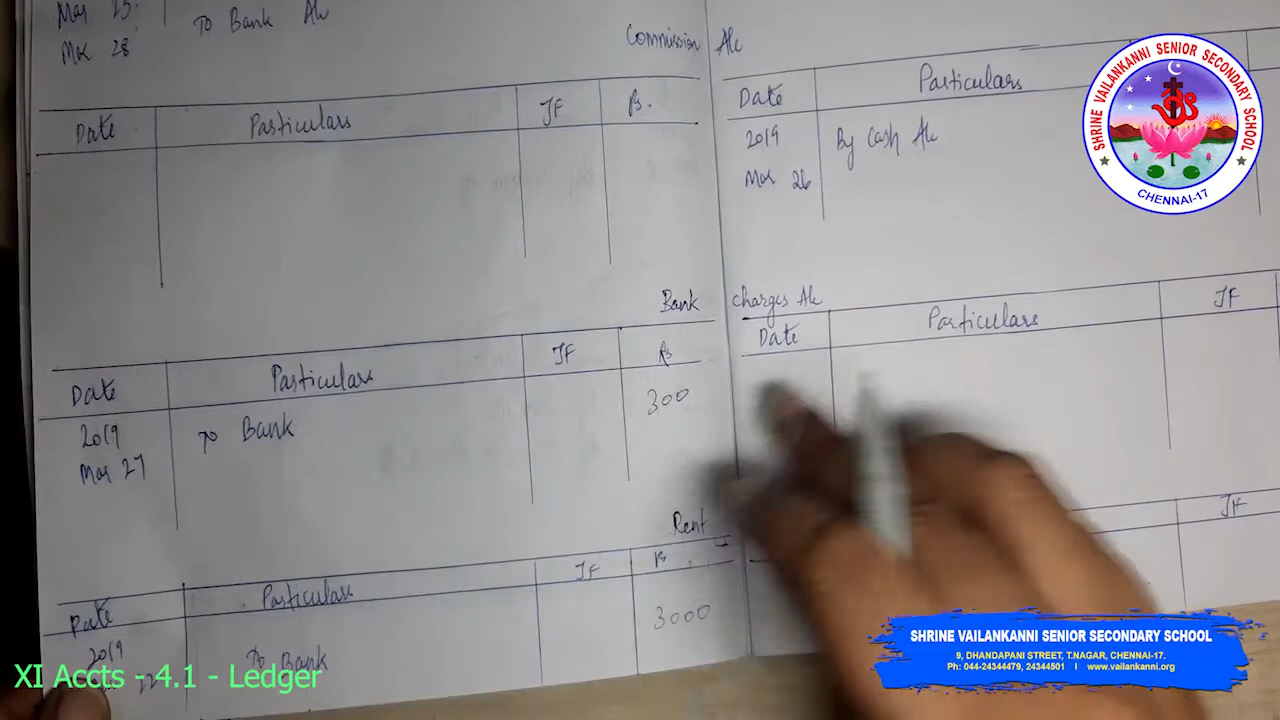 Mar 25
Mar 28 To Bank A/c
Commission A/c
Date Particulars JF Rs.
Date Particulars
2019 By Cash A/c
Mar 26
Bank charges A/c
Date Particulars JF Rs
Date Particulars JF
2019 To Bank 300
Mar 27
Rent
Date Particulars JF Rs
JF
2019 To Bank 3000
SHRINE VAILANKANNI SENIOR SECONDARY SCHOOL
CHENNAI-17
XI Accts - 4.1 - Ledger
SHRINE VAILANKANNI SENIOR SECONDARY SCHOOL
9, DHANDAPANI STREET, T.NAGAR, CHENNAI-17.
Ph: 044-24344479, 24344501 I www.vailankanni.org